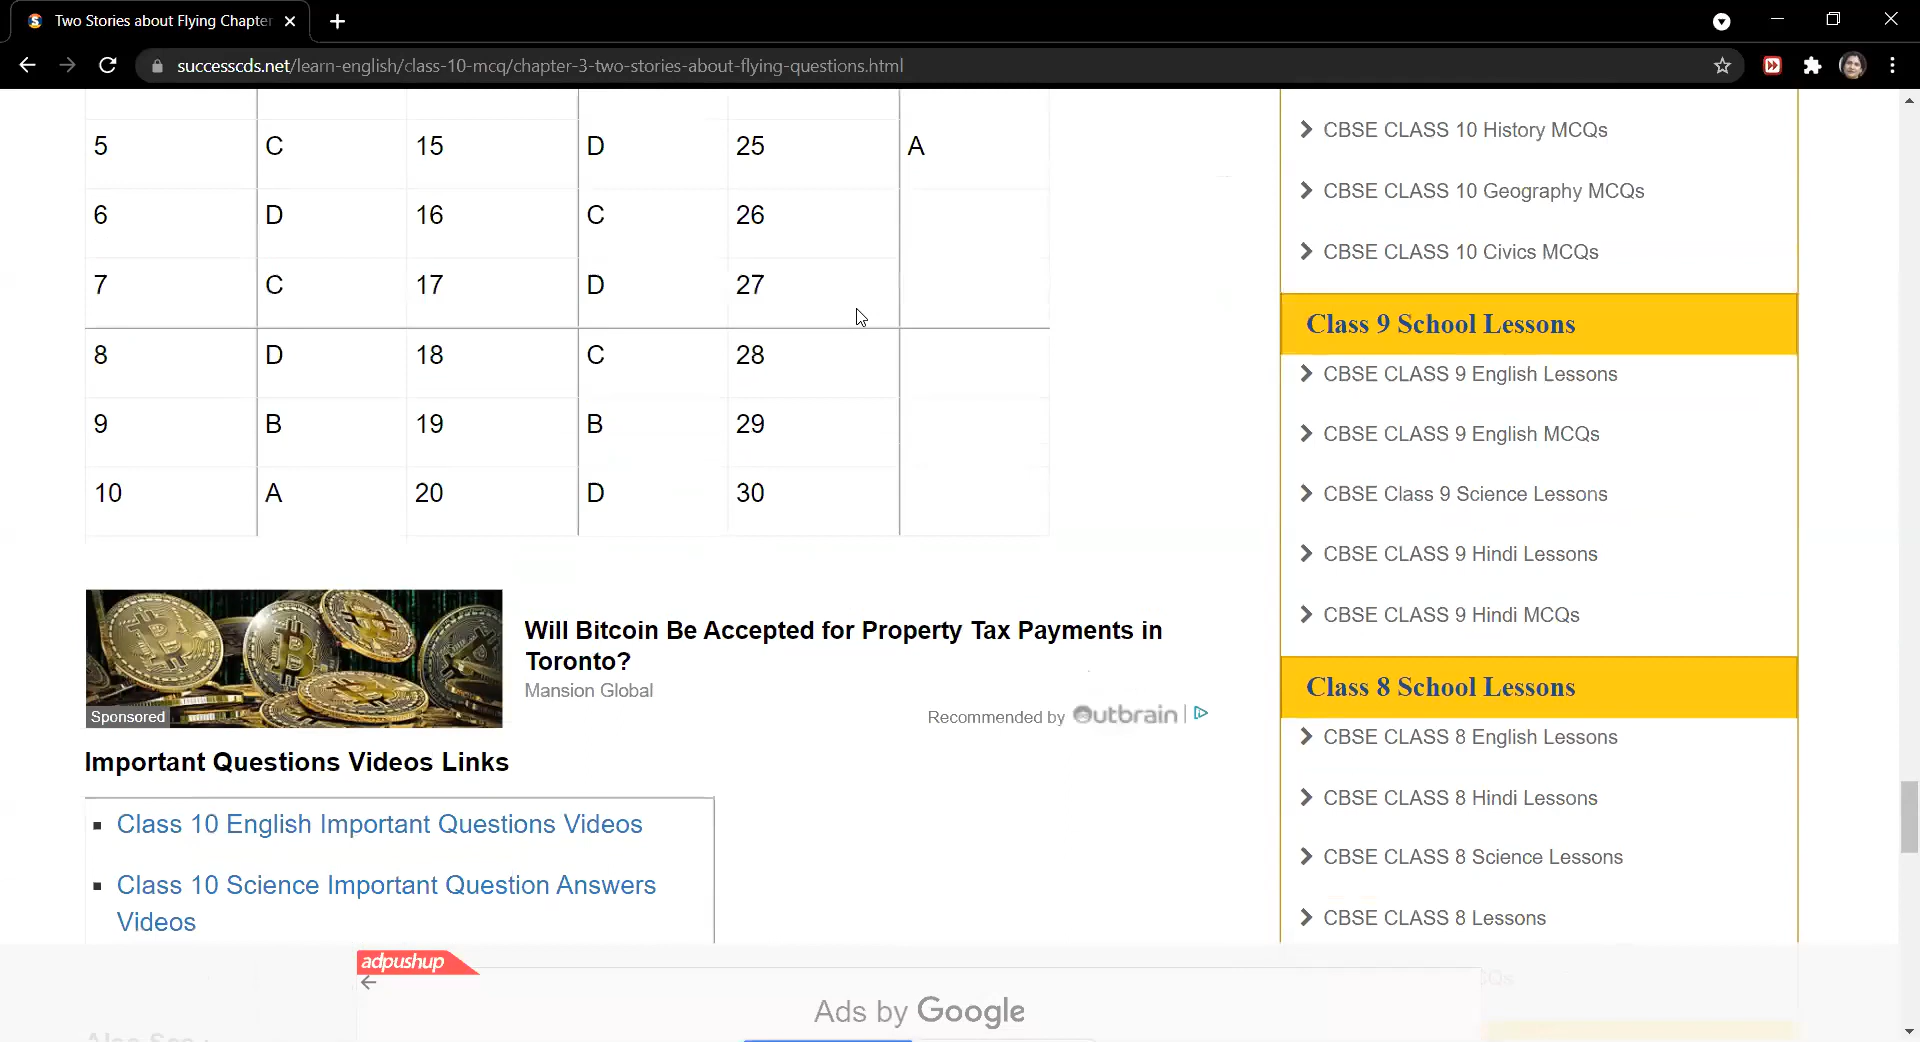 Two Stories about Flying Chapter
successcds.net/learn-english/class-10-mcq/chapter-3-two-stories-about-flying-questions.html
5 C 15 D 25 A
6 D 16 C 26
7 C 17 D 27
8 D 18 C 28
9 B 19 B 29
10 A 20 D 30
Will Bitcoin Be Accepted for Property Tax Payments in
Toronto?
Mansion Global
Sponsored
Recommended by Outbrain
Important Questions Videos Links
Class 10 English Important Questions Videos
Class 10 Science Important Question Answers
Videos
CBSE CLASS 10 History MCQs
CBSE CLASS 10 Geography MCQs
CBSE CLASS 10 Civics MCQs
Class 9 School Lessons
CBSE CLASS 9 English Lessons
CBSE CLASS 9 English MCQs
CBSE Class 9 Science Lessons
CBSE CLASS 9 Hindi Lessons
CBSE CLASS 9 Hindi MCQs
Class 8 School Lessons
CBSE CLASS 8 English Lessons
CBSE CLASS 8 Hindi Lessons
CBSE CLASS 8 Science Lessons
CBSE CLASS 8 Lessons
adpushup
Ads by Google